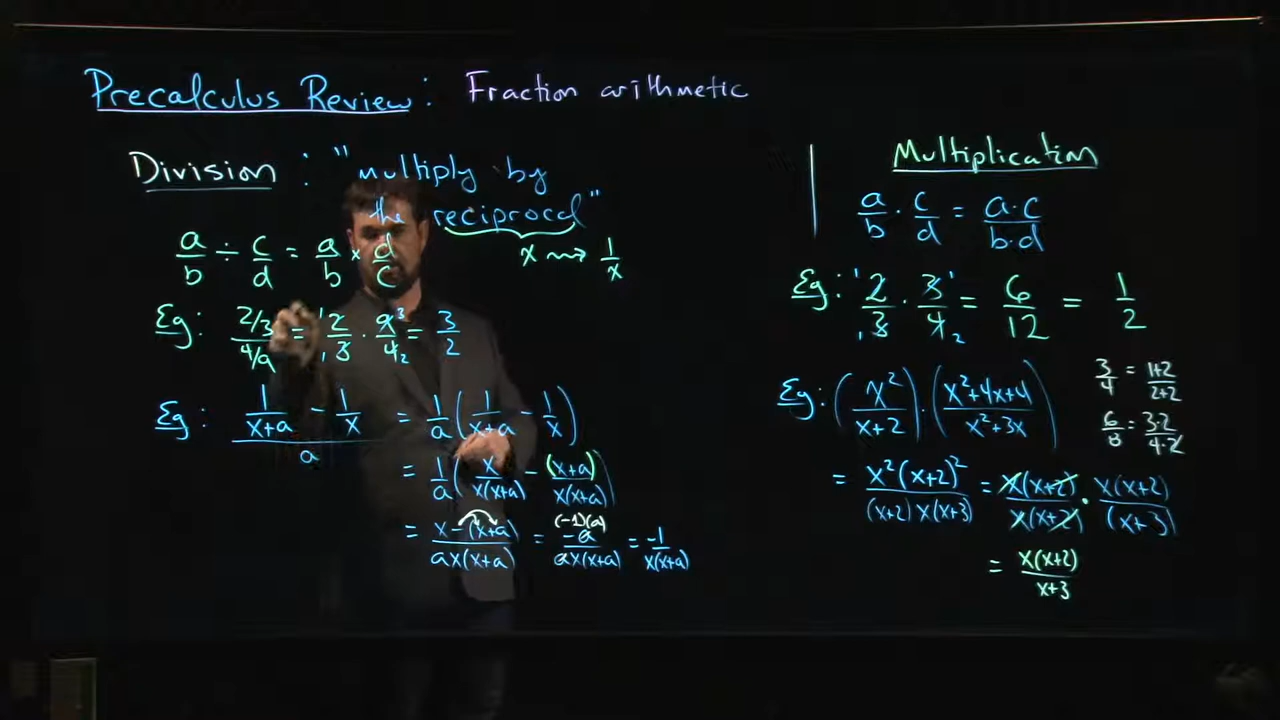 Precalculus Review: Fraction arithmetic
Division: "multiply by
the reciprocal"
x ⇝ 1/x
a/b ÷ c/d = a/b × d/c
Eg: (2/3)/(4/9) = 2/3 · 9/4 = 3/2
Eg: (1/(x+a) − 1/x)/a = 1/a (1/(x+a) − 1/x)
= 1/a (x/(x(x+a)) − (x+a)/(x(x+a)))
= (x−(x+a))/(ax(x+a)) = (-1)(a) −a/(ax(x+a)) = −1/(x(x+a))
Multiplication
a/b · c/d = (a·c)/(b·d)
Eg: 2/3 · 3/4 = 6/12 = 1/2
3/4 = (1+2)/(2+2)
6/8 = (3·2)/(4·2)
Eg: (x²/(x+2)) · ((x²+4x+4)/(x²+3x))
= x²(x+2)²/((x+2)x(x+3)) = x(x+2)/(x(x+2)) · x(x+2)/(x+3)
= x(x+2)/(x+3)